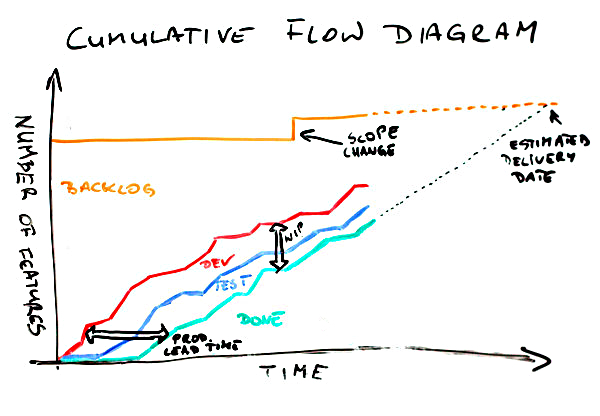 CUMULATIVE FLOW DIAGRAM
NUMBER OF FEATURES
SCOPE
CHANGE
ESTIMATED
DELIVERY
DATE
BACKLOG
WIP
DEV
TEST
DONE
PROD.
LEAD TIME
TIME